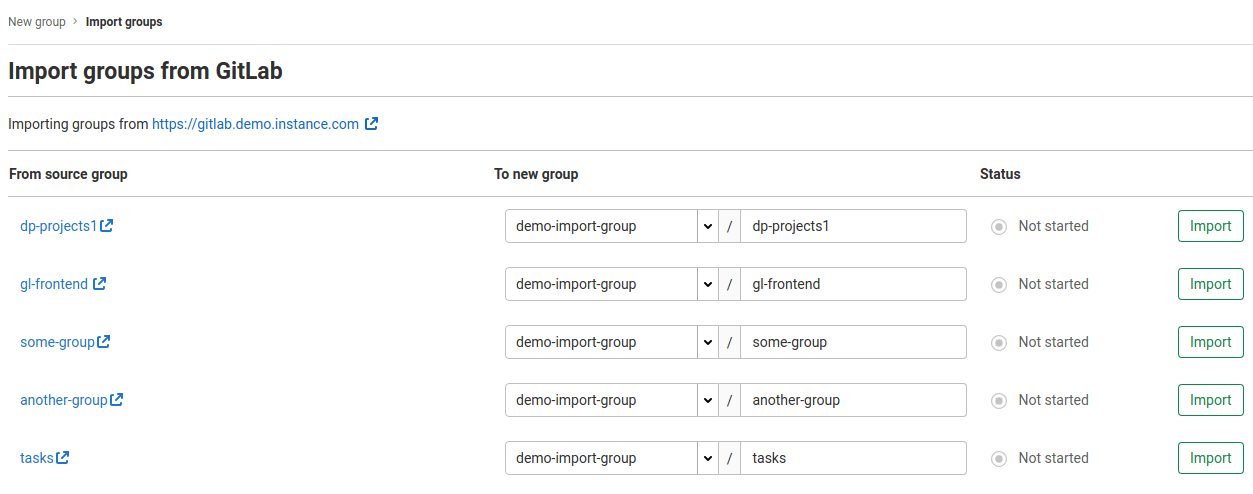 New group › Import groups
Import groups from GitLab
Importing groups from https://gitlab.demo.instance.com
From source group To new group Status
dp-projects1 demo-import-group / dp-projects1 Not started Import
gl-frontend demo-import-group / gl-frontend Not started Import
some-group demo-import-group / some-group Not started Import
another-group demo-import-group / another-group Not started Import
tasks demo-import-group / tasks Not started Import